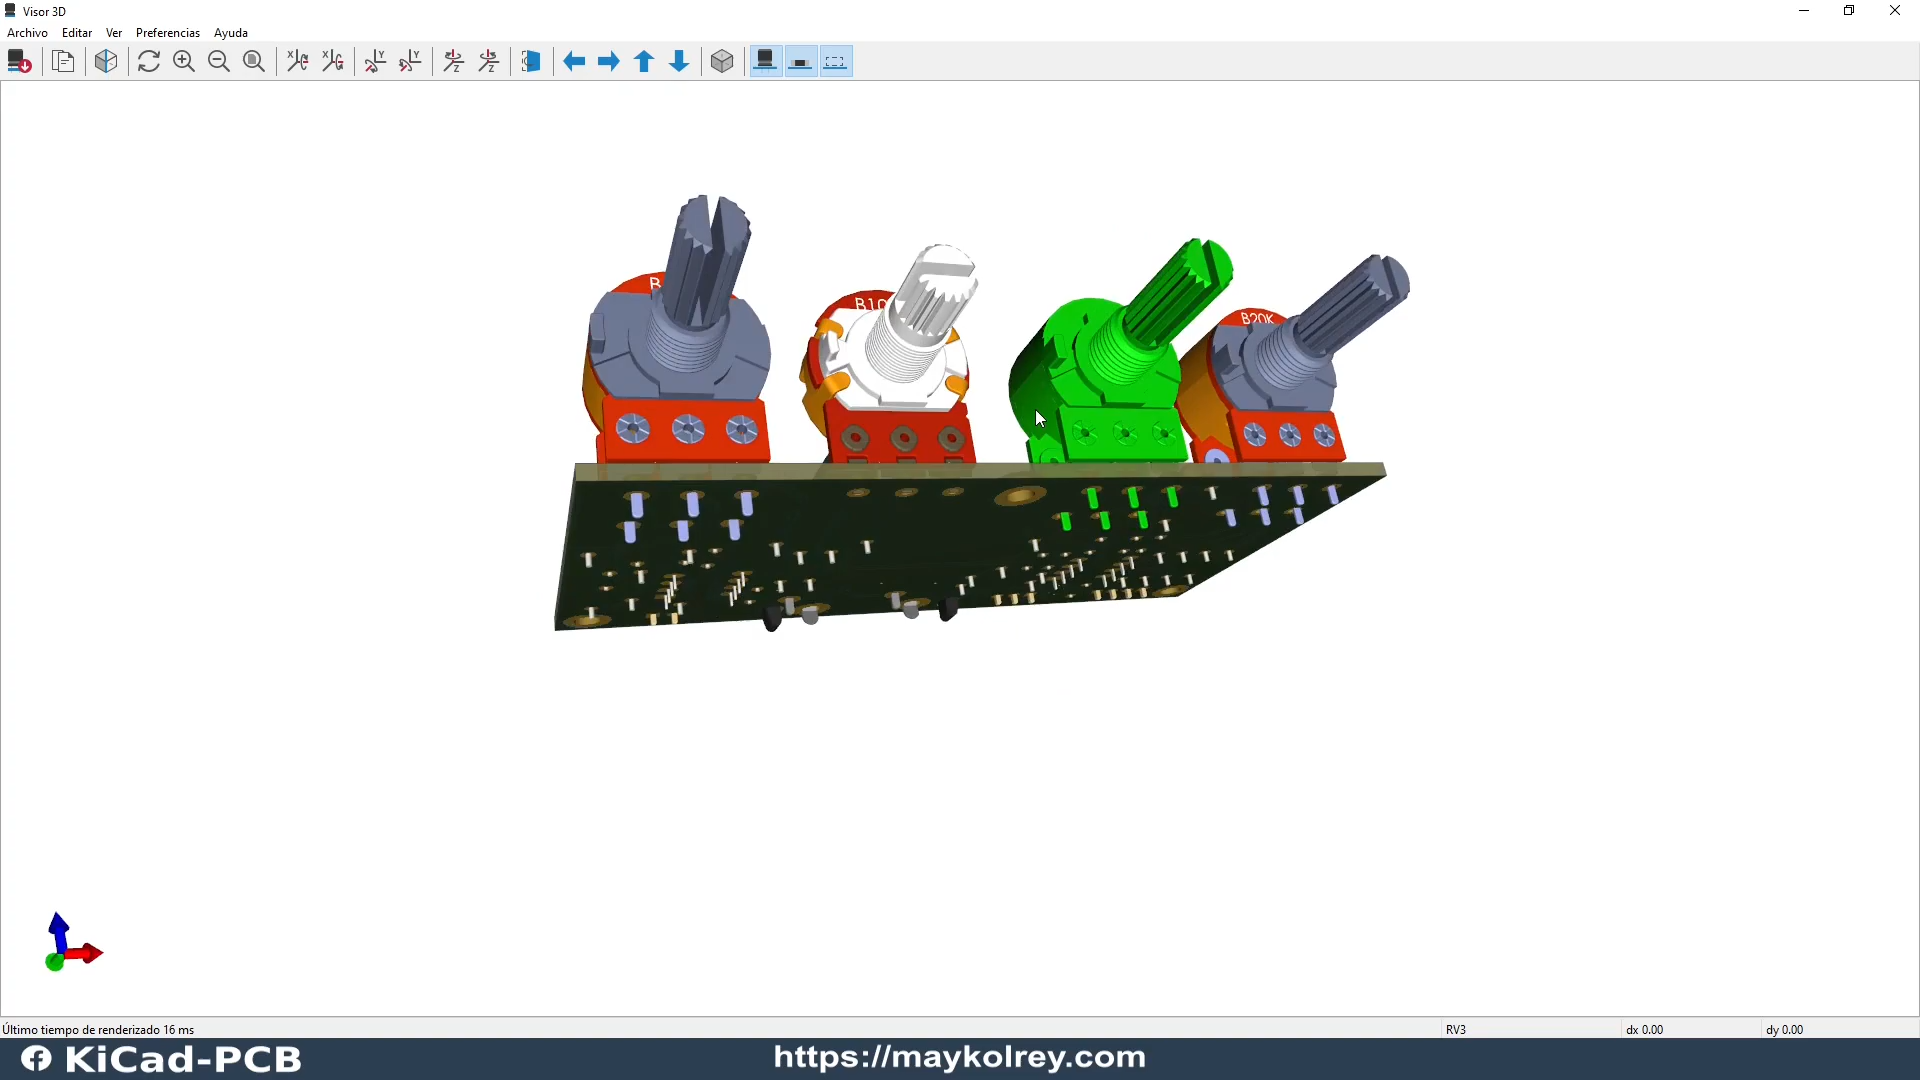 Visor 3D
Archivo Editar Ver Preferencias Ayuda
B
B10
B20K
Último tiempo de renderizado 16 ms
RV3
dx 0.00
dy 0.00
KiCad-PCB
https://maykolrey.com